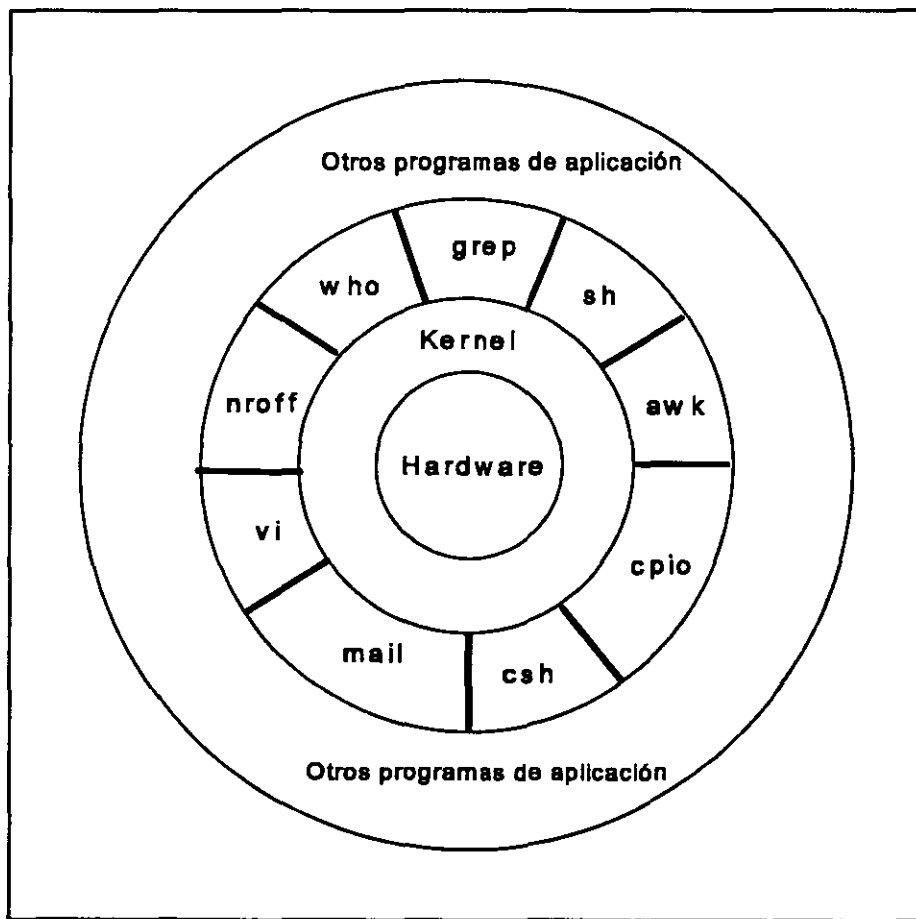 Otros programas de aplicación
grep
who
sh
Kernel
nroff
awk
Hardware
vi
cpio
mail
csh
Otros programas de aplicación